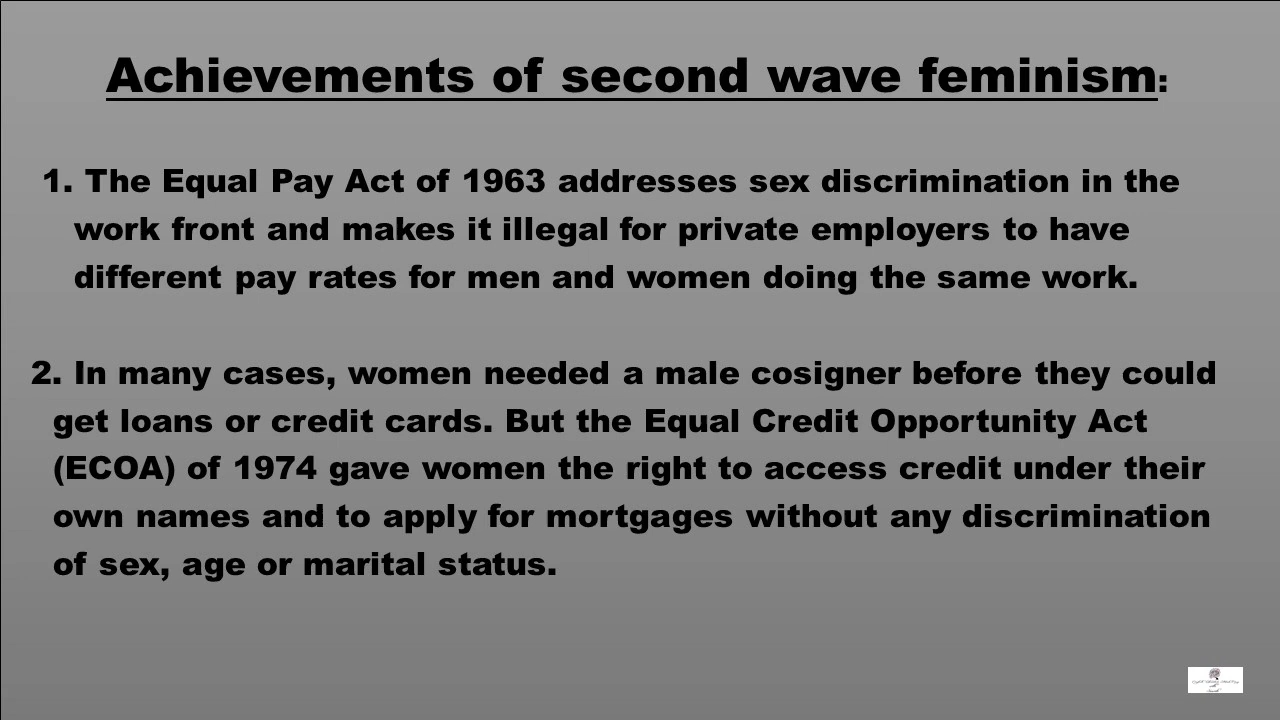 Achievements of second wave feminism:
1. The Equal Pay Act of 1963 addresses sex discrimination in the
work front and makes it illegal for private employers to have
different pay rates for men and women doing the same work.
2. In many cases, women needed a male cosigner before they could
get loans or credit cards. But the Equal Credit Opportunity Act
(ECOA) of 1974 gave women the right to access credit under their
own names and to apply for mortgages without any discrimination
of sex, age or marital status.